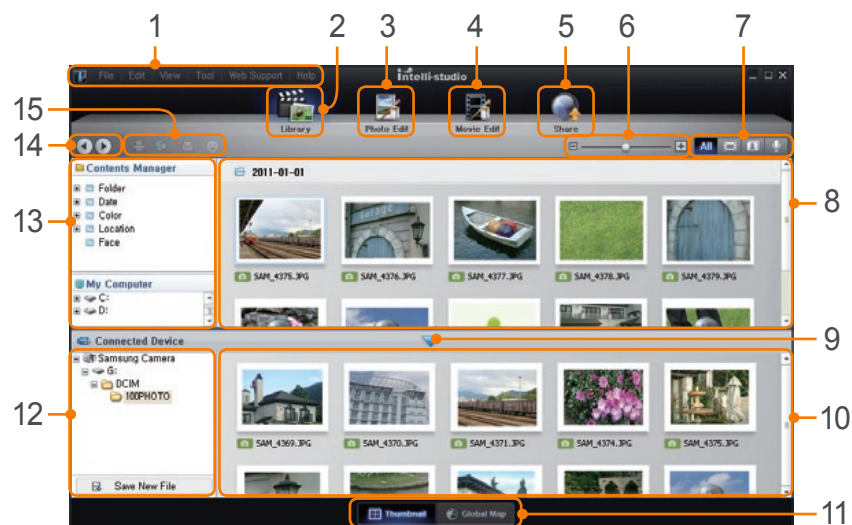 1 2 3 4 5 6 7
File Edit View Tool Web Support Help
intelli-studio
Library Photo Edit Movie Edit Share
15
14
All
Contents Manager
2011-01-01
Folder
Date
Color
Location
Face
13
8
SAM_4375.JPG SAM_4376.JPG SAM_4377.JPG SAM_4378.JPG SAM_4379.JPG
My Computer
C:
D:
Connected Device
9
Samsung Camera
G:
DCIM
100PHOTO
12
10
SAM_4369.JPG SAM_4370.JPG SAM_4371.JPG SAM_4374.JPG SAM_4375.JPG
Save New File
Thumbnail Global Map
11